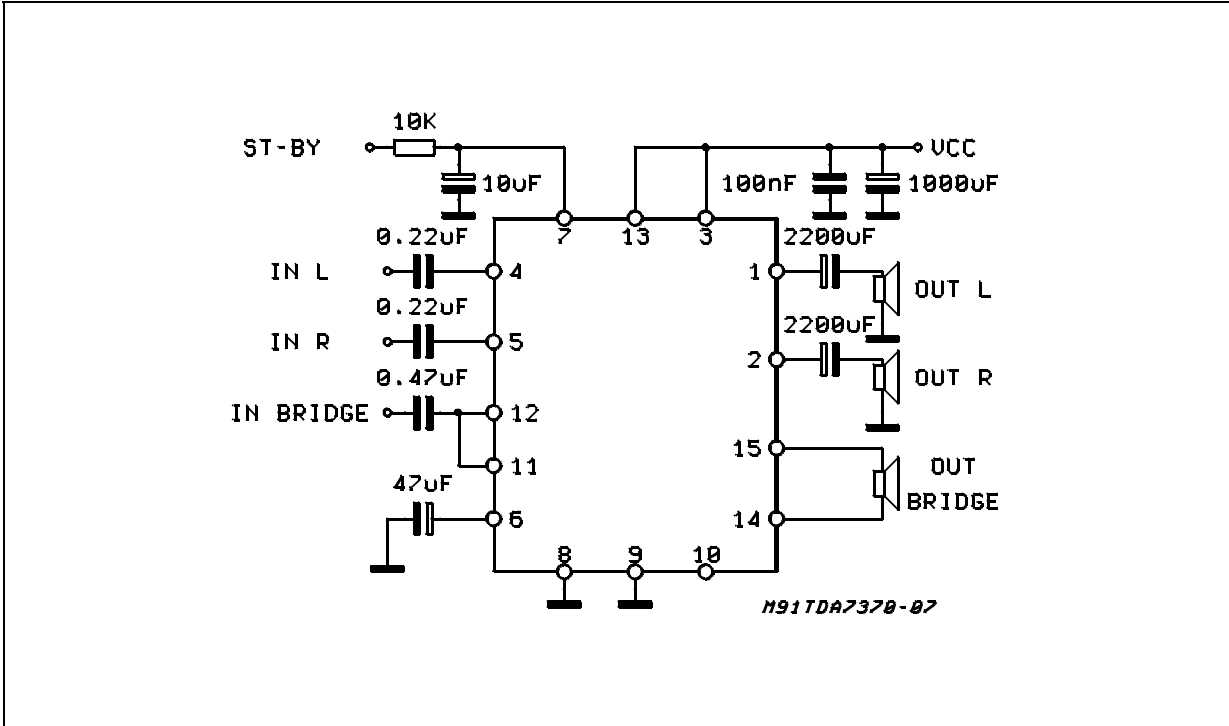 10K
ST-BY
VCC
10uF
100nF
1000uF
7
13
3
0.22uF
2200uF
IN L
4
1
OUT L
0.22uF
2200uF
IN R
5
2
OUT R
0.47uF
IN BRIDGE
12
15
OUT
BRIDGE
11
47uF
6
14
8
9
10
M91TDA7370-07